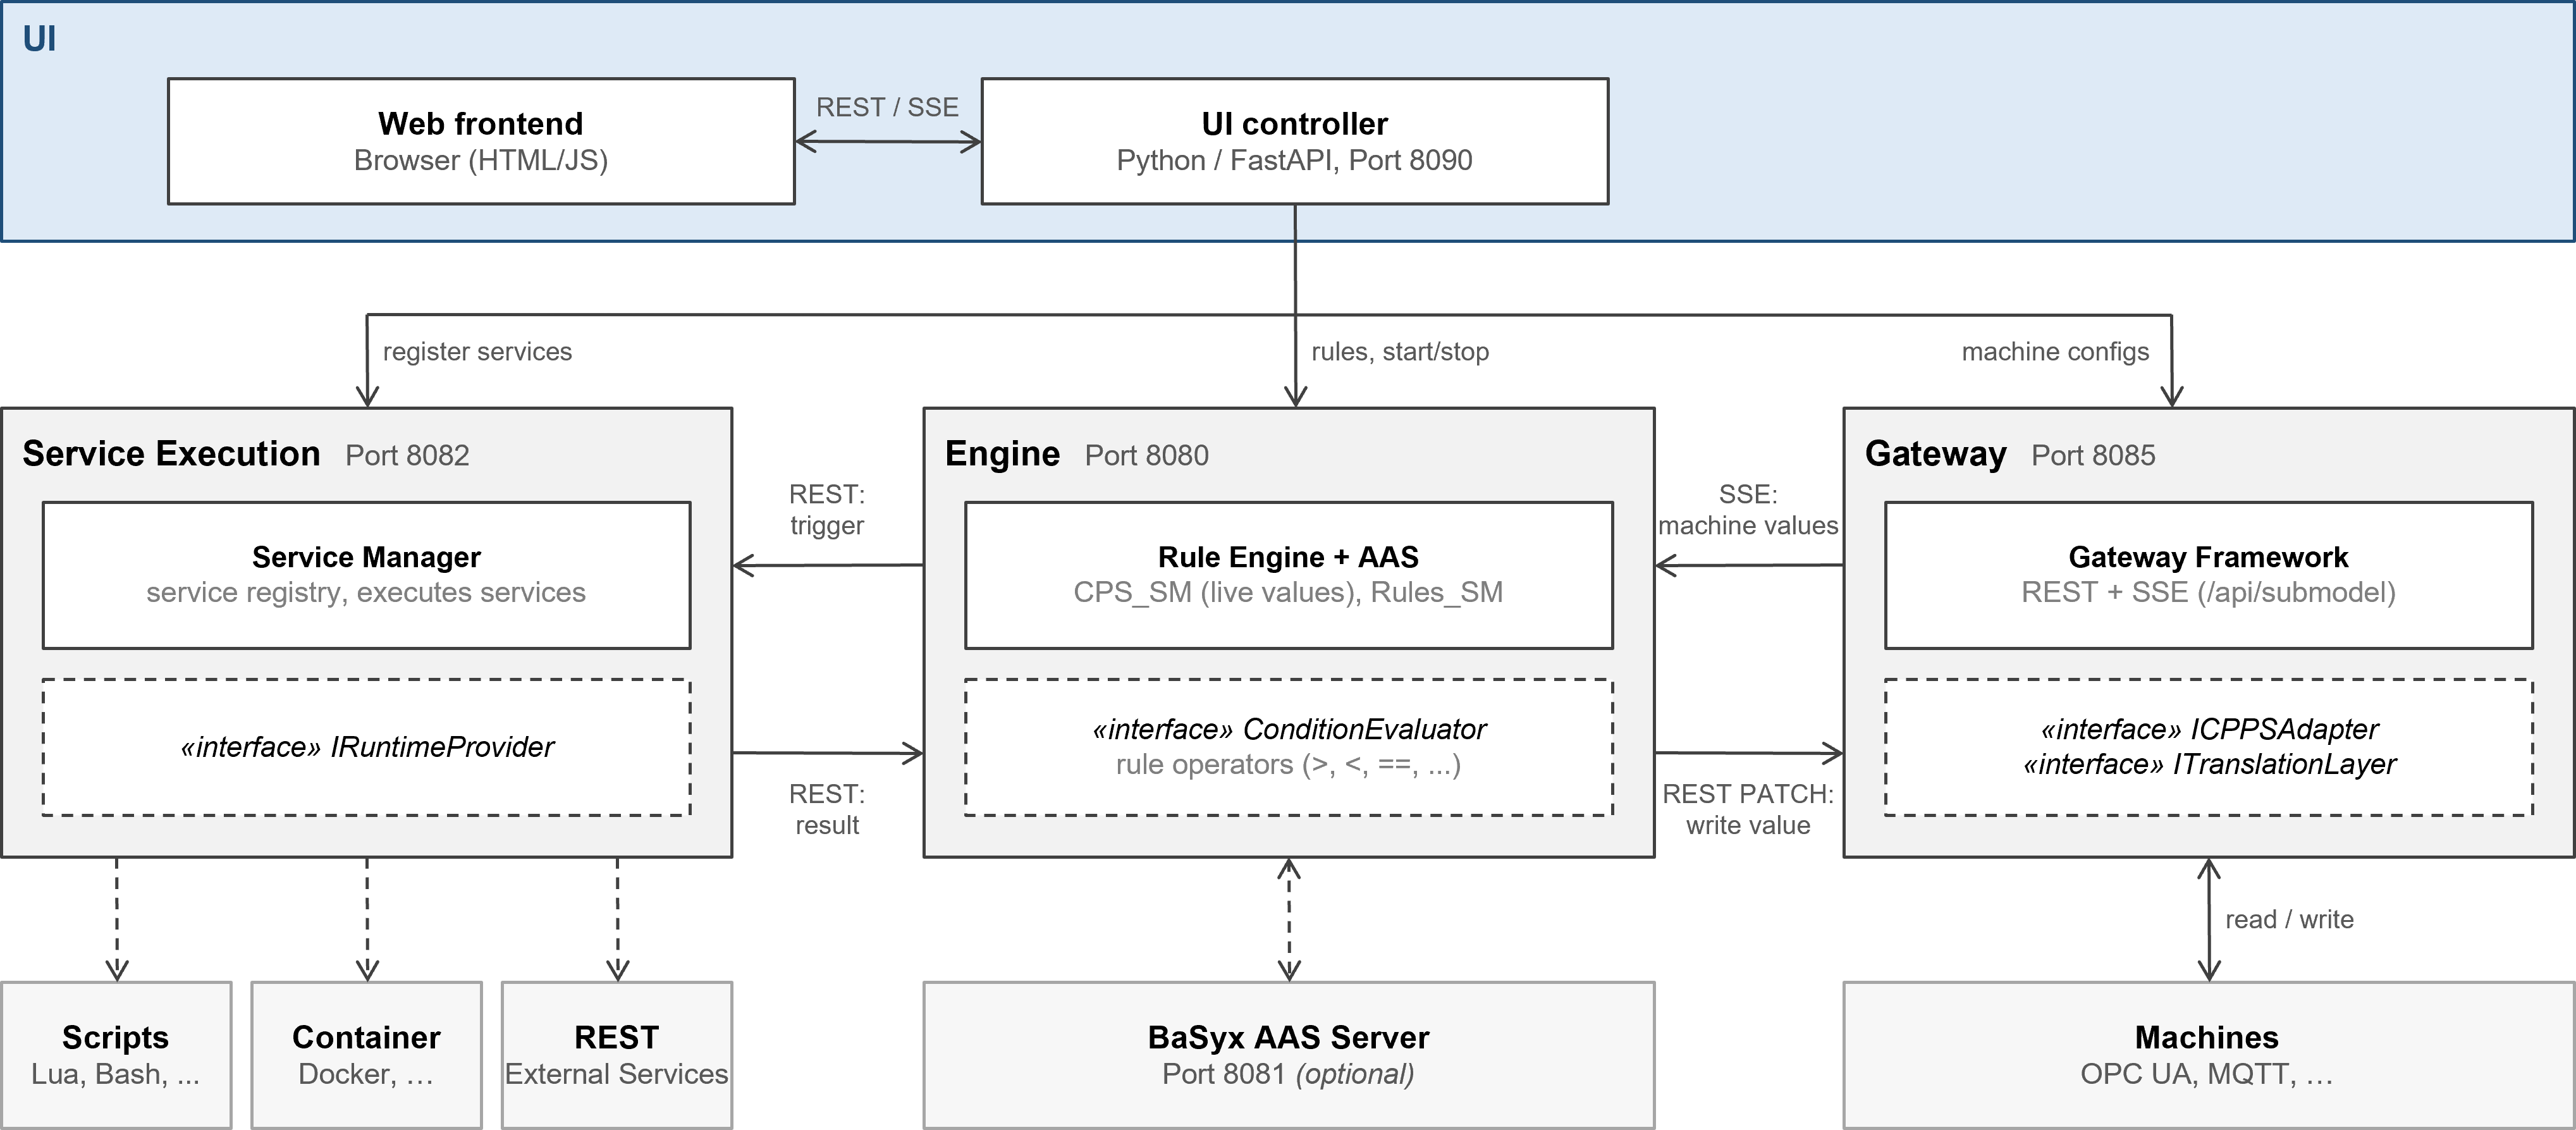 UI
Web frontend
Browser (HTML/JS)
REST / SSE
UI controller
Python / FastAPI, Port 8090
register services
rules, start/stop
machine configs
Service Execution Port 8082
Service Manager
service registry, executes services
«interface» IRuntimeProvider
REST:
trigger
REST:
result
Engine Port 8080
Rule Engine + AAS
CPS_SM (live values), Rules_SM
«interface» ConditionEvaluator
rule operators (>, <, ==, ...)
SSE:
machine values
REST PATCH:
write value
Gateway Port 8085
Gateway Framework
REST + SSE (/api/submodel)
«interface» ICPPSAdapter
«interface» ITranslationLayer
read / write
Scripts
Lua, Bash, ...
Container
Docker, …
REST
External Services
BaSyx AAS Server
Port 8081 (optional)
Machines
OPC UA, MQTT, …